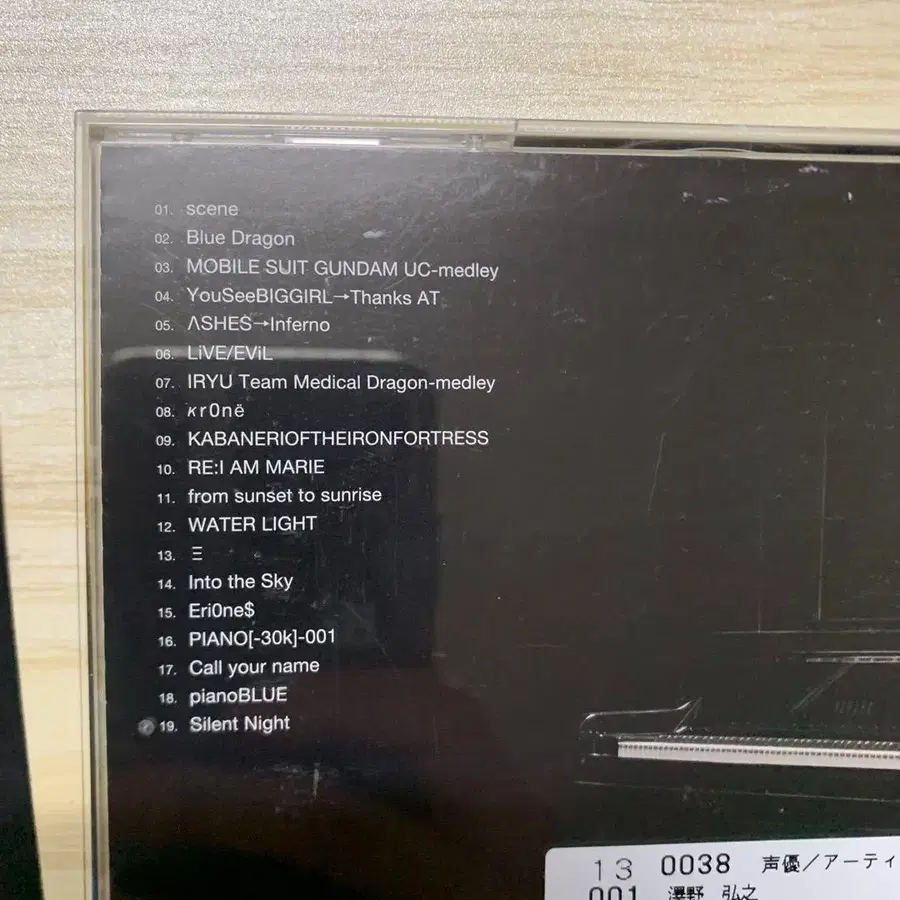 01. scene
02. Blue Dragon
03. MOBILE SUIT GUNDAM UC-medley
04. YouSeeBIGGIRL→Thanks AT
05. ΛSHES→Inferno
06. LiVE/EViL
07. IRYU Team Medical Dragon-medley
08. κr0në
09. KABANERIOFTHEIRONFORTRESS
10. RE:I AM MARIE
11. from sunset to sunrise
12. WATER LIGHT
13. Ξ
14. Into the Sky
15. Eri0ne$
16. PIANO[-30k]-001
17. Call your name
18. pianoBLUE
19. Silent Night
13 0038 声優／アーティ
001 澤野 弘之